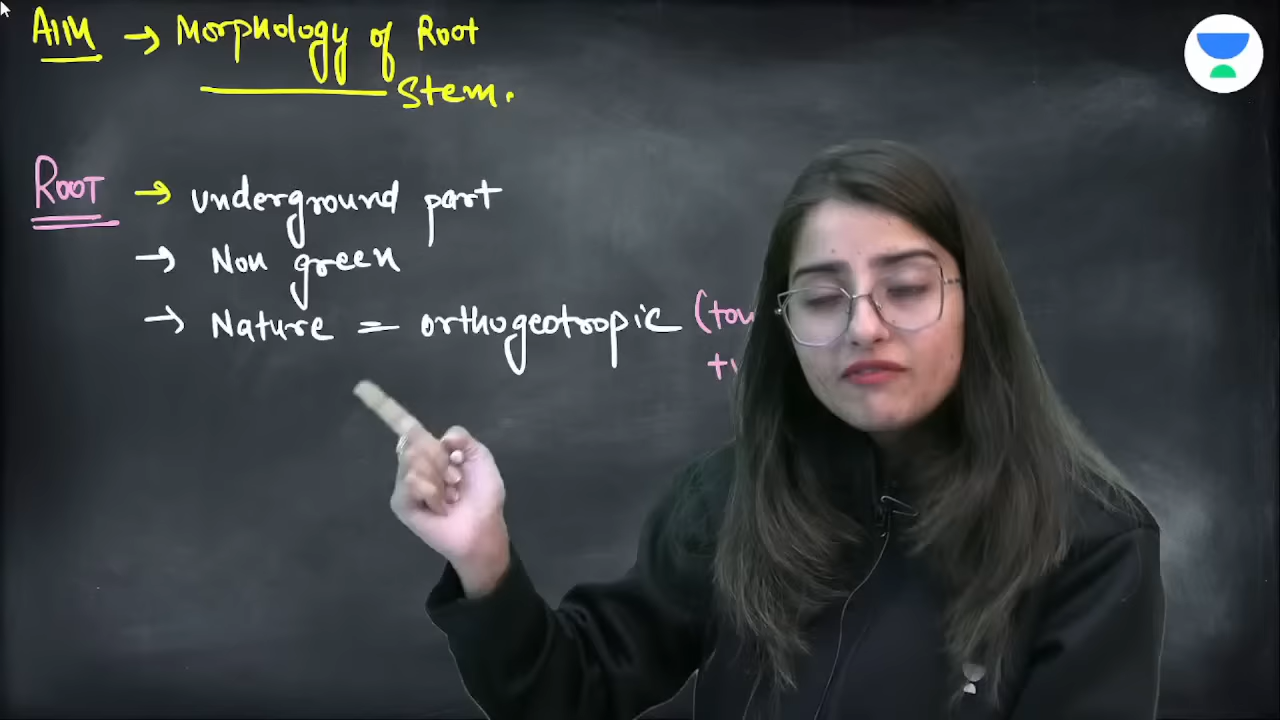 AIM → Morphology of Root
Stem.
ROOT → underground part
→ Non green
→ Nature = orthogeotropic